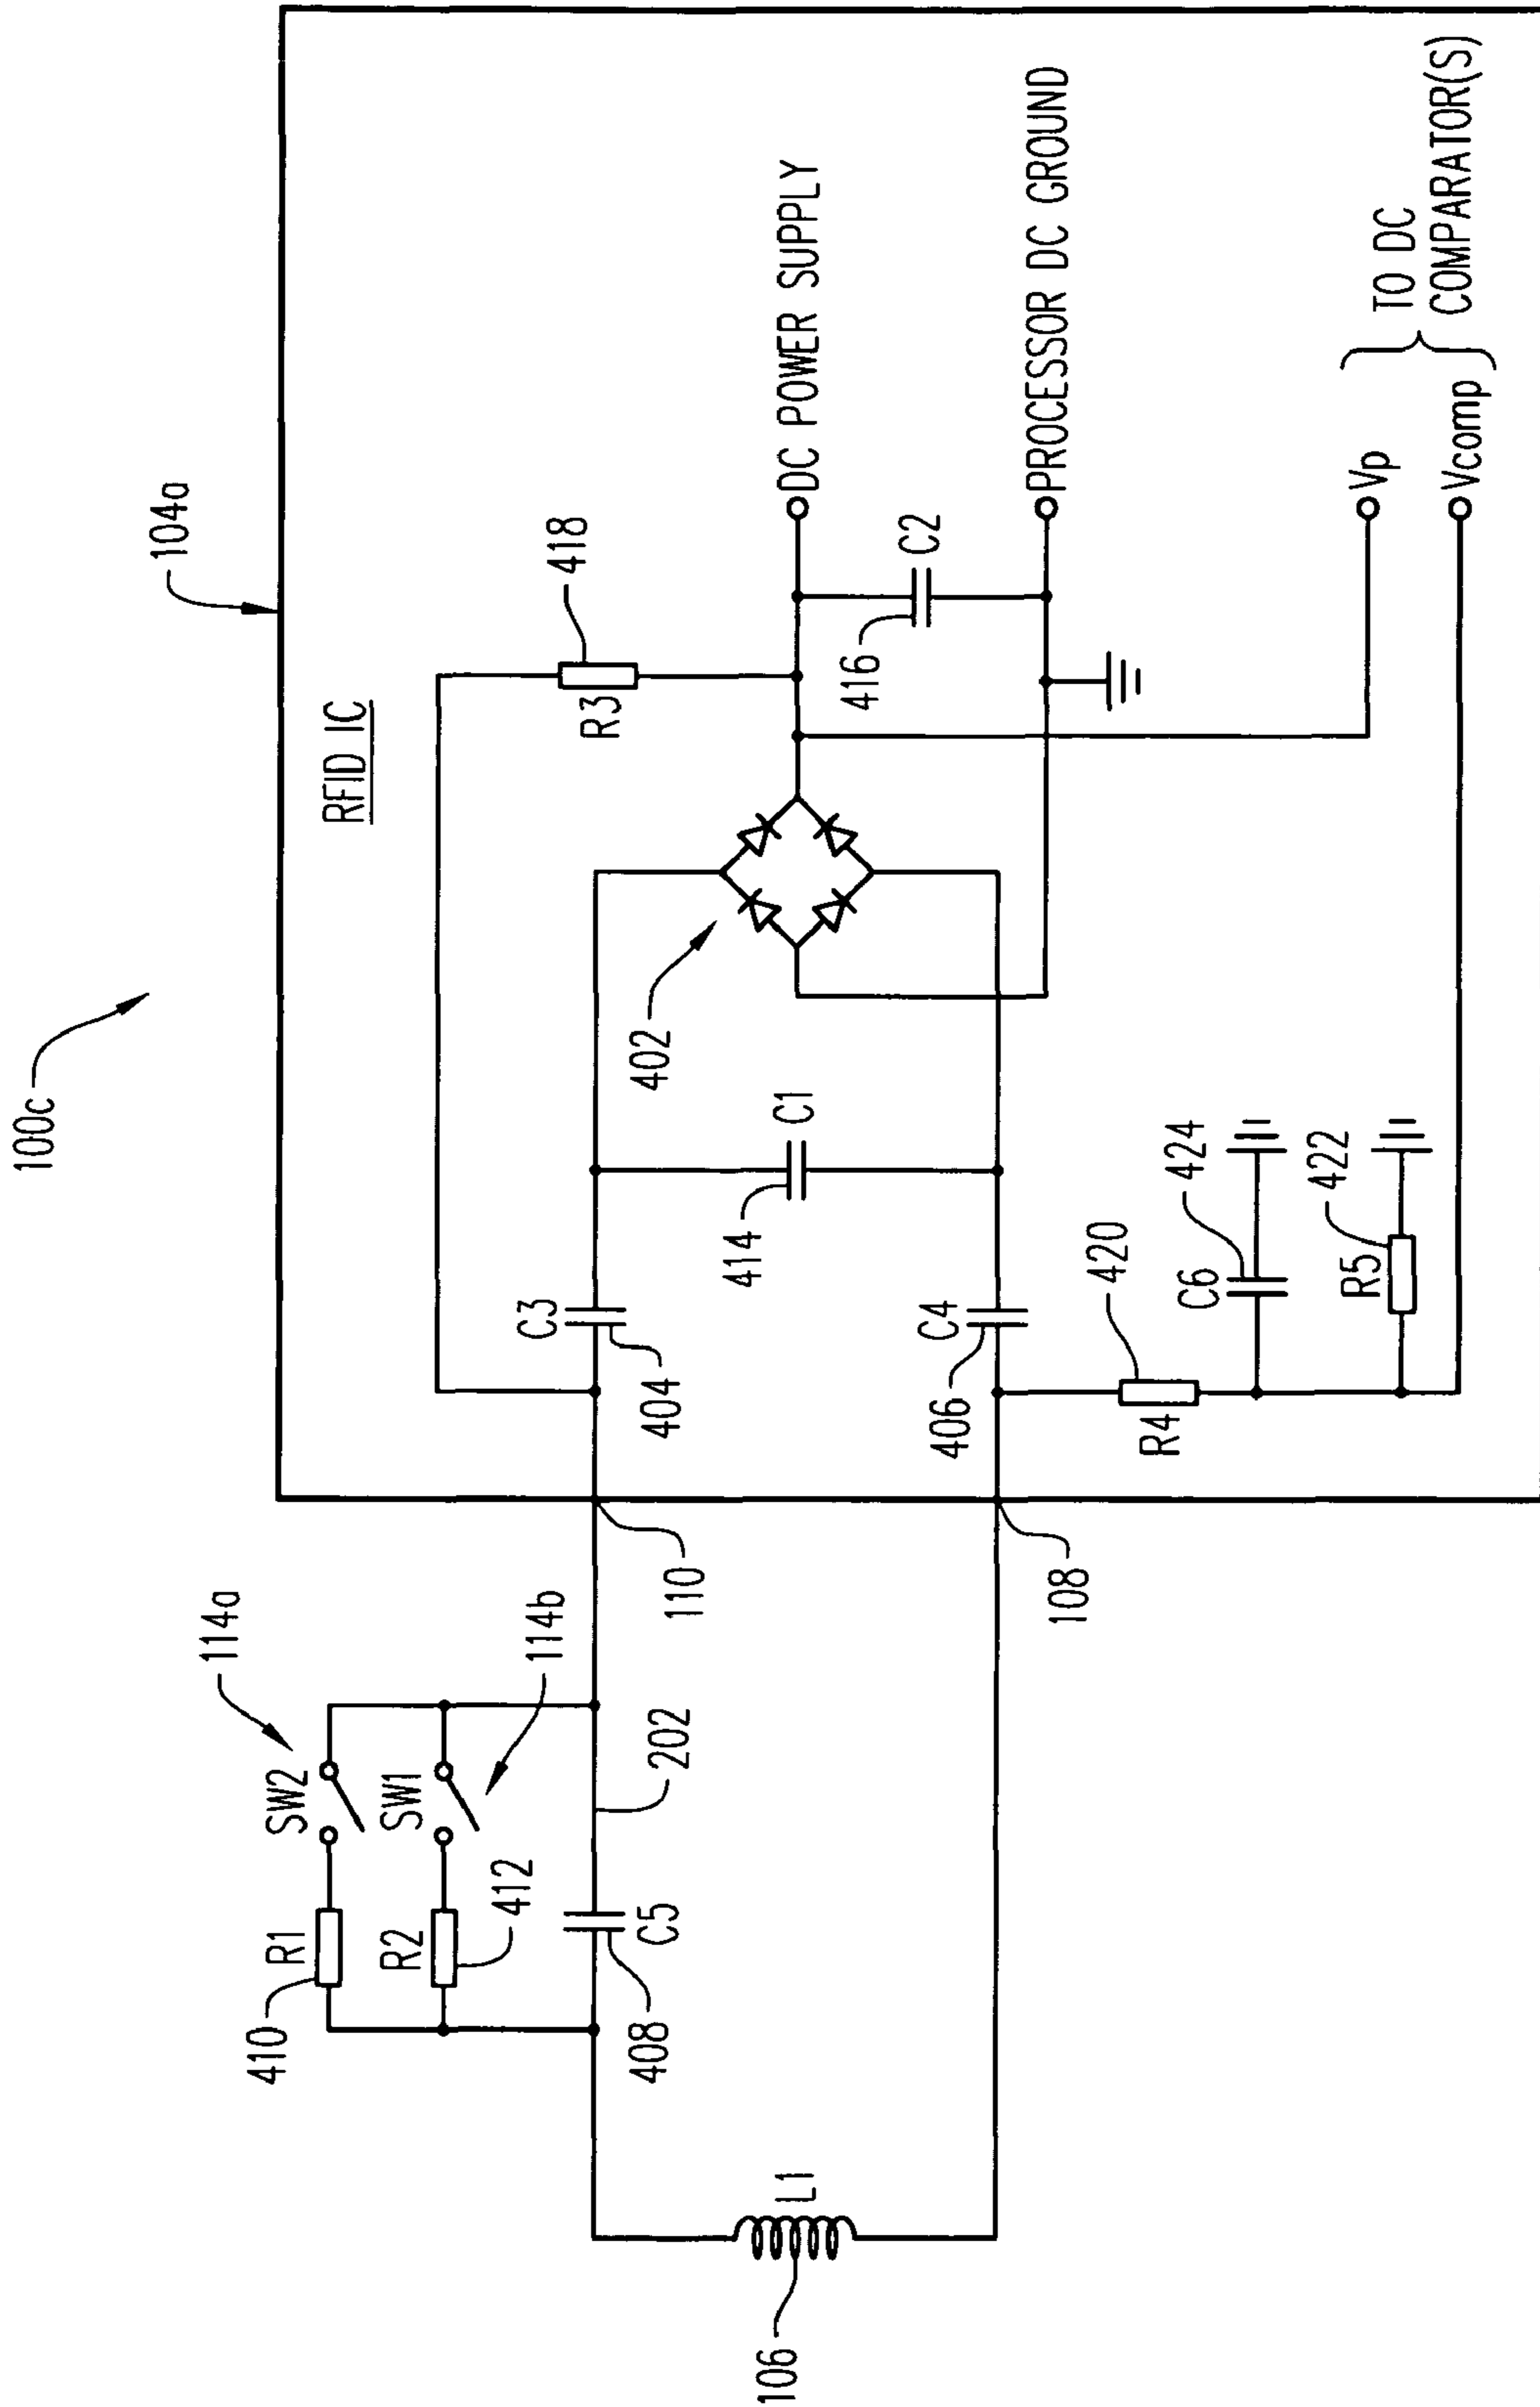 100c
104a
RFID IC
418
R3
DC POWER SUPPLY
C2
416
PROCESSOR DC GROUND
402
C1
414
C3
404
C4
406
420
R4
C6
424
R5
422
Vp
Vcomp
TO DC
COMPARATOR(S)
110
108
114a
114b
SW2
SW1
R1
410
R2
412
202
C5
408
L1
106